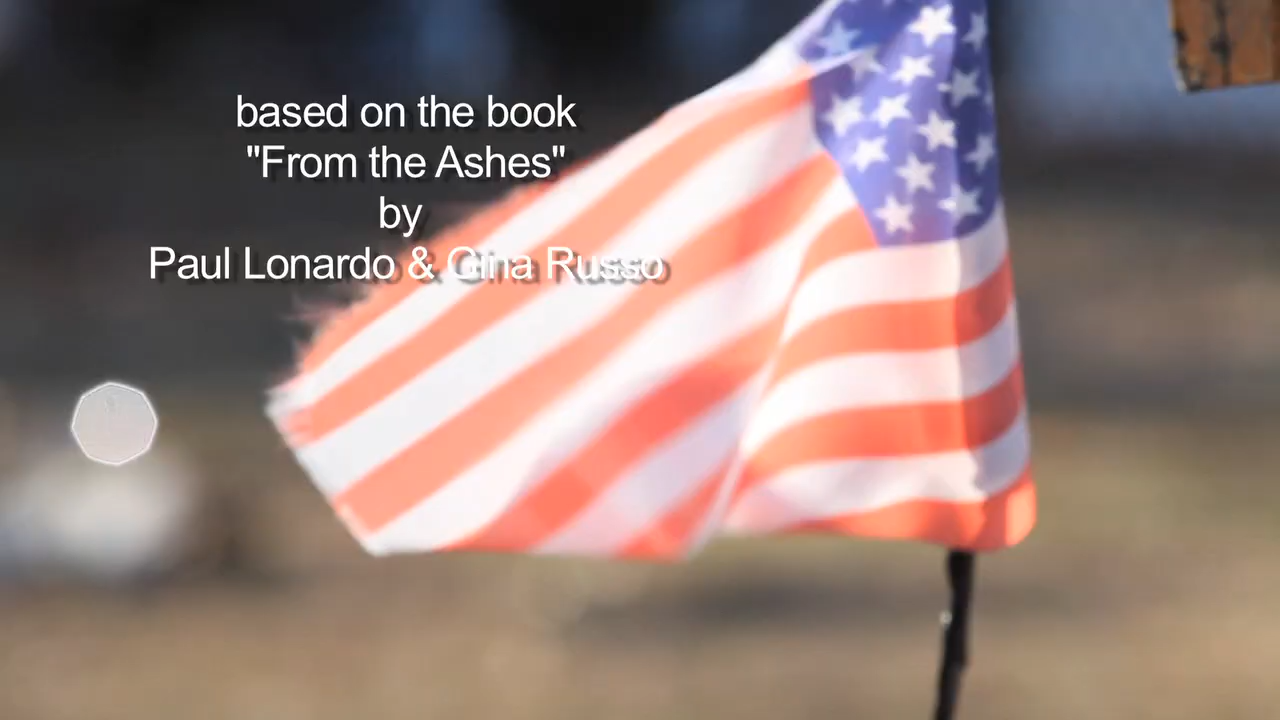 based on the book
"From the Ashes"
by
Paul Lonardo & Gina Russo